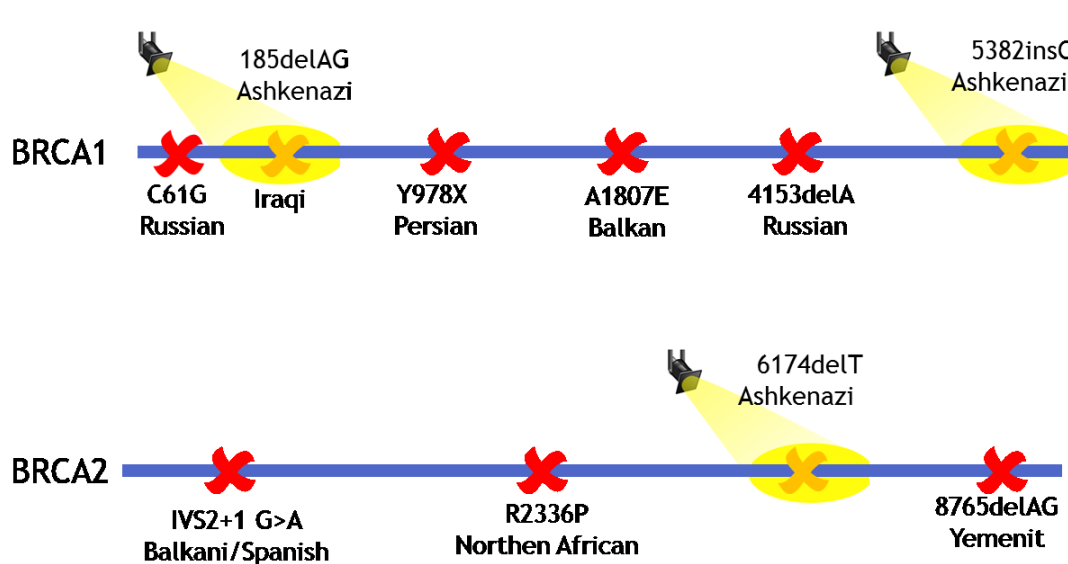 185delAG
Ashkenazi
5382insC
Ashkenazi
BRCA1
C61G
Russian
Iraqi
Y978X
Persian
A1807E
Balkan
4153delA
Russian
6174delT
Ashkenazi
BRCA2
IVS2+1 G>A
Balkani/Spanish
R2336P
Northen African
8765delAG
Yemenit